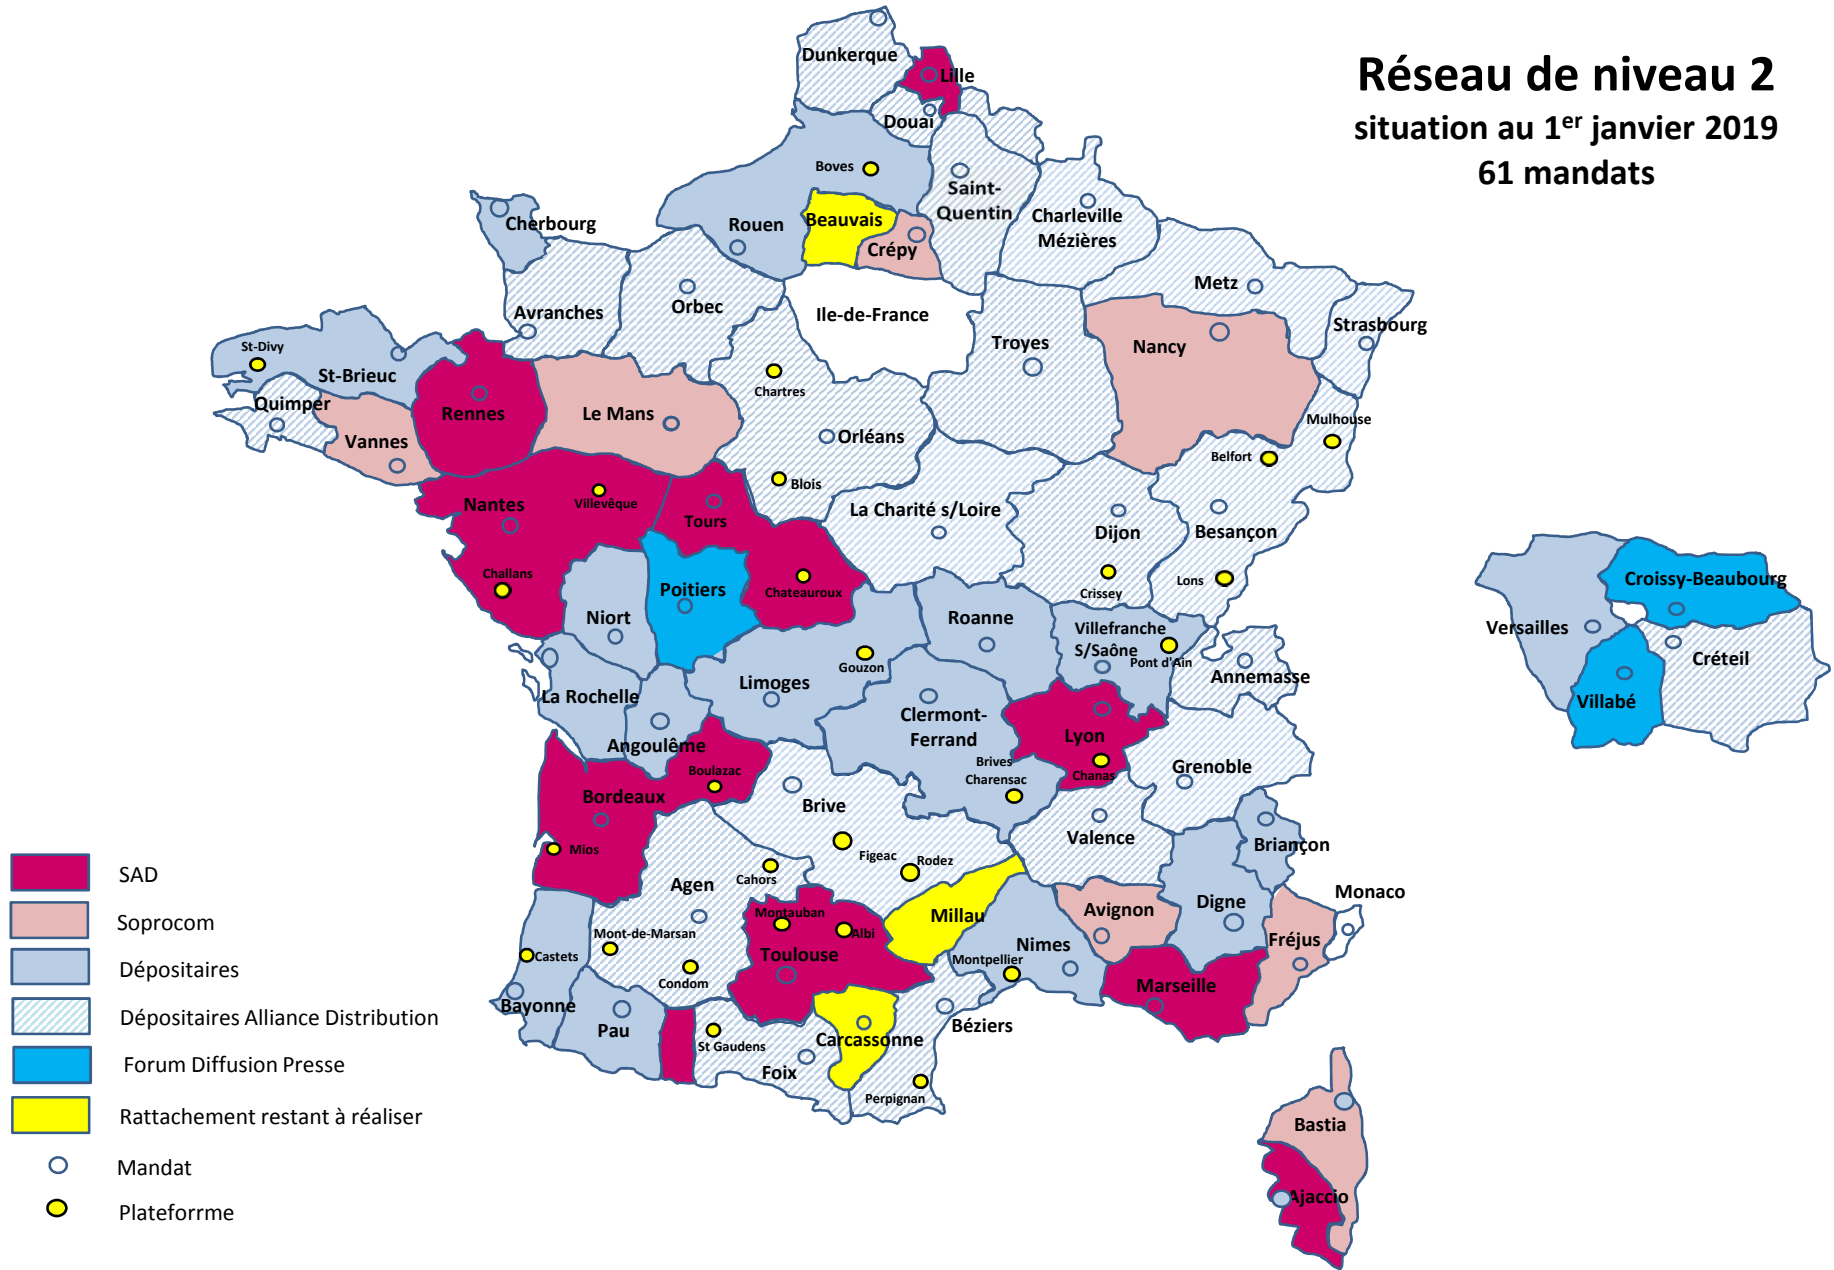 Réseau de niveau 2
situation au 1er janvier 2019
61 mandats
Dunkerque
Lille
Douai
Boves
Saint-
Quentin
Charleville
Mézières
Cherbourg
Rouen
Beauvais
Crépy
Metz
Avranches
Orbec
Ile-de-France
Strasbourg
Troyes
Nancy
St-Divy
St-Brieuc
Chartres
Quimper
Rennes
Le Mans
Vannes
Orléans
Mulhouse
Belfort
Blois
Nantes
Villevêque
Tours
La Charité s/Loire
Dijon
Besançon
Challans
Poitiers
Chateauroux
Crissey
Lons
Croissy-Beaubourg
Niort
Roanne
Villefranche
S/Saône
Pont d'Ain
Versailles
Gouzon
Créteil
Annemasse
La Rochelle
Limoges
Villabé
Clermont-
Ferrand
Lyon
Angoulême
Boulazac
Brives
Charensac
Chanas
Grenoble
Bordeaux
Brive
Valence
Briançon
Mios
Figeac
Rodez
Agen
Cahors
Monaco
Montauban
Millau
Avignon
Digne
Mont-de-Marsan
Albi
Fréjus
Castets
Toulouse
Nimes
Montpellier
Condom
Marseille
Bayonne
Pau
St Gaudens
Carcassonne
Béziers
Foix
Perpignan
Bastia
Ajaccio
SAD
Soprocom
Dépositaires
Dépositaires Alliance Distribution
Forum Diffusion Presse
Rattachement restant à réaliser
Mandat
Plateforrme